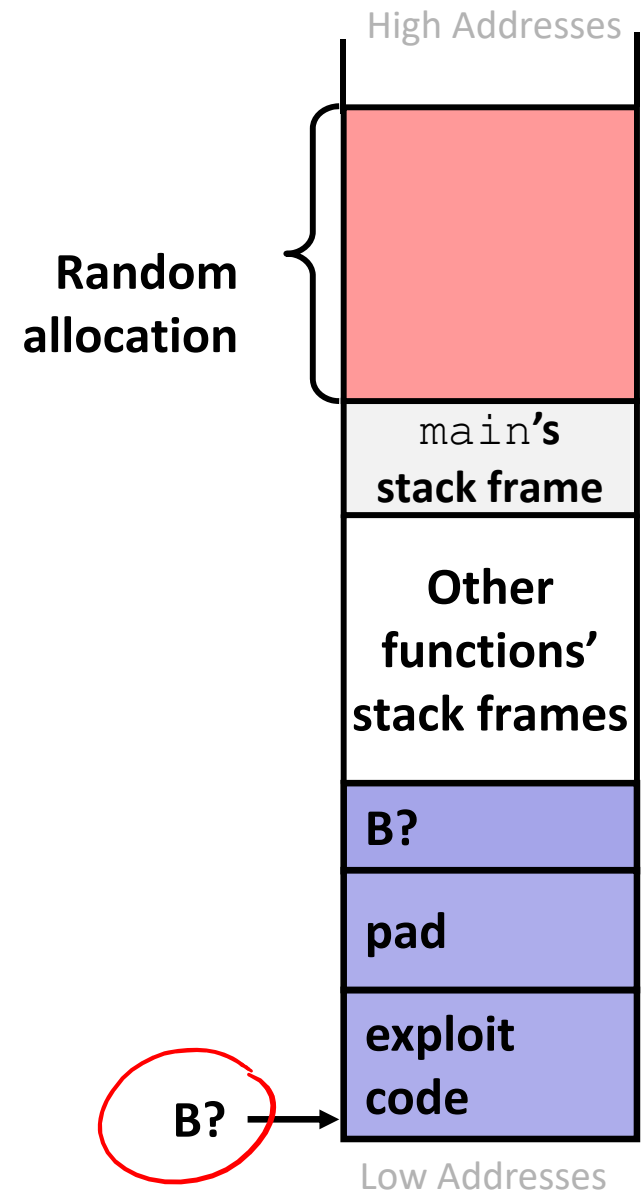 High Addresses
Random
allocation
main’s
stack frame
Other
functions’
stack frames
B?
pad
exploit
code
B?
Low Addresses